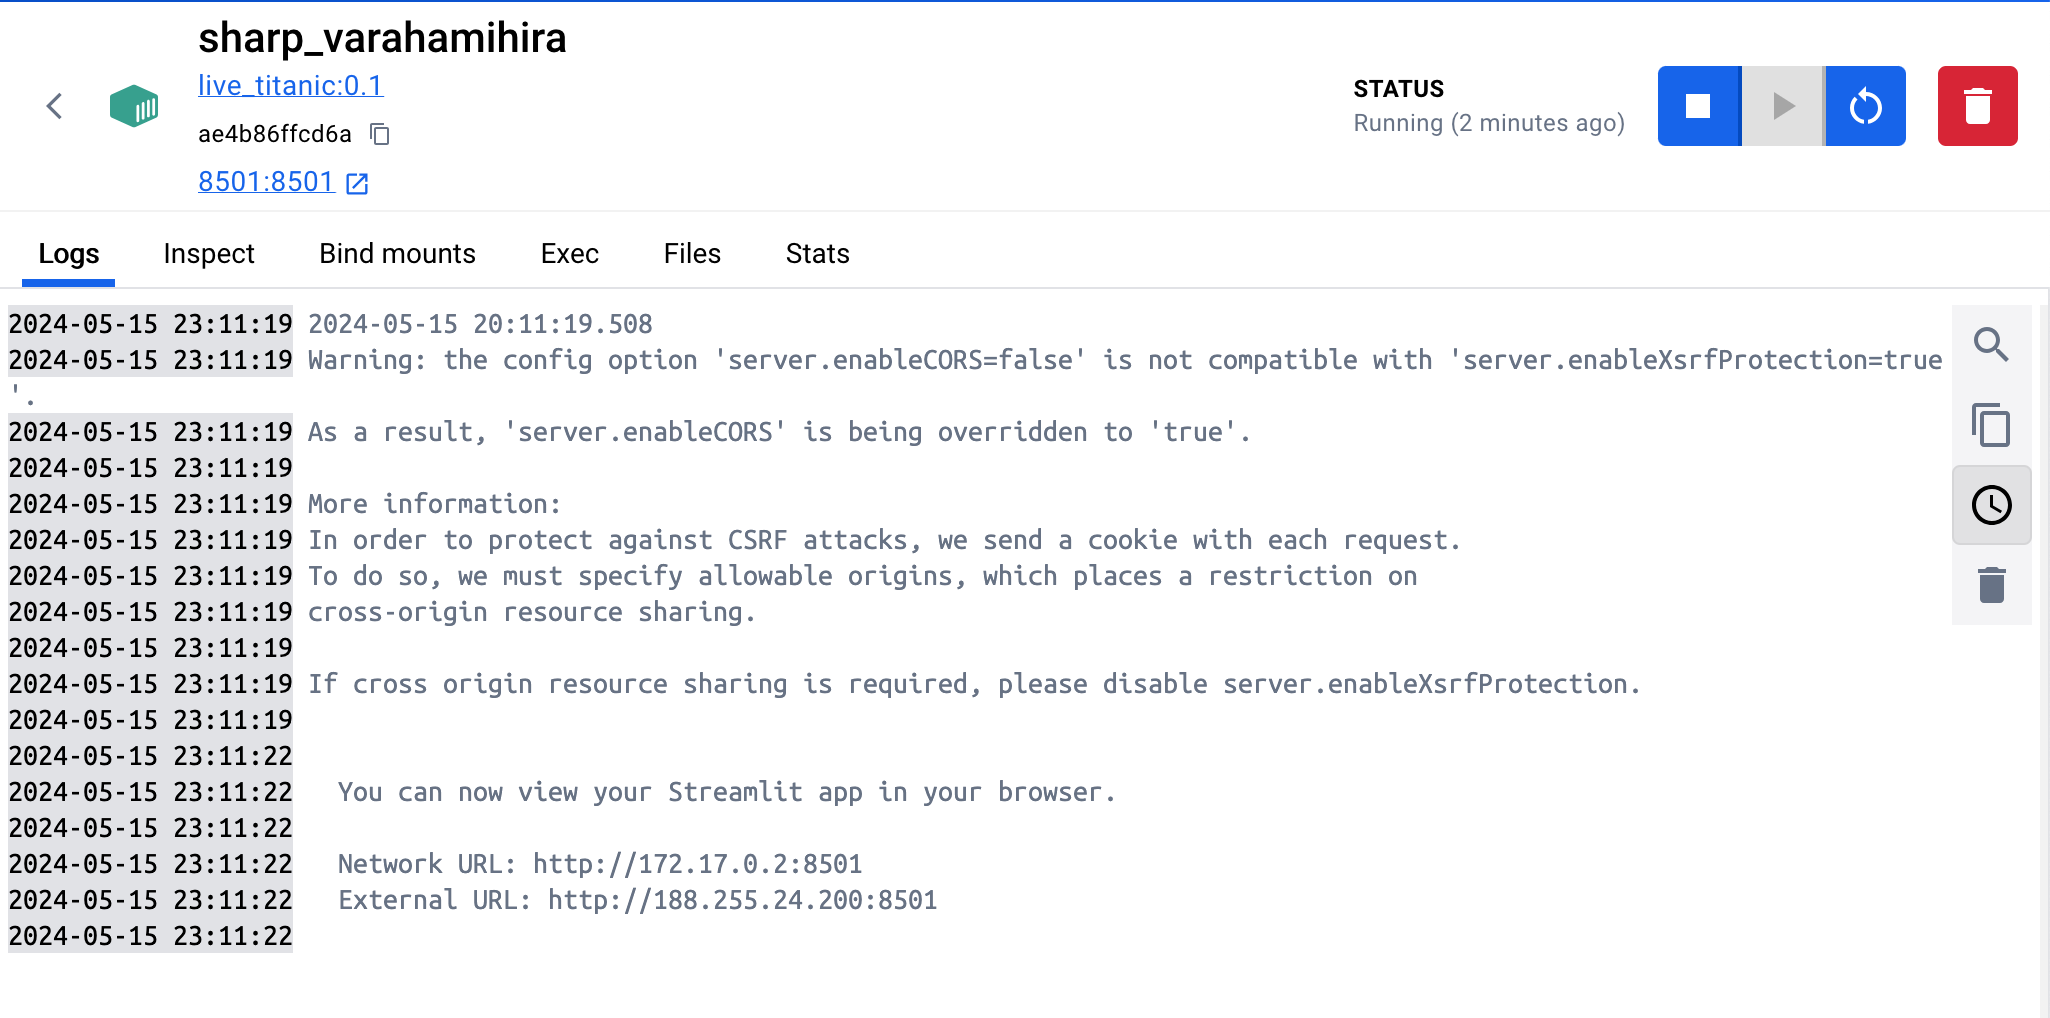 sharp_varahamihira
live_titanic:0.1
ae4b86ffcd6a
8501:8501
STATUS
Running (2 minutes ago)
Logs Inspect Bind mounts Exec Files Stats
2024-05-15 23:11:19 2024-05-15 20:11:19.508
2024-05-15 23:11:19 Warning: the config option 'server.enableCORS=false' is not compatible with 'server.enableXsrfProtection=true
'.
2024-05-15 23:11:19 As a result, 'server.enableCORS' is being overridden to 'true'.
2024-05-15 23:11:19
2024-05-15 23:11:19 More information:
2024-05-15 23:11:19 In order to protect against CSRF attacks, we send a cookie with each request.
2024-05-15 23:11:19 To do so, we must specify allowable origins, which places a restriction on
2024-05-15 23:11:19 cross-origin resource sharing.
2024-05-15 23:11:19
2024-05-15 23:11:19 If cross origin resource sharing is required, please disable server.enableXsrfProtection.
2024-05-15 23:11:19
2024-05-15 23:11:22
2024-05-15 23:11:22 You can now view your Streamlit app in your browser.
2024-05-15 23:11:22
2024-05-15 23:11:22 Network URL: http://172.17.0.2:8501
2024-05-15 23:11:22 External URL: http://188.255.24.200:8501
2024-05-15 23:11:22